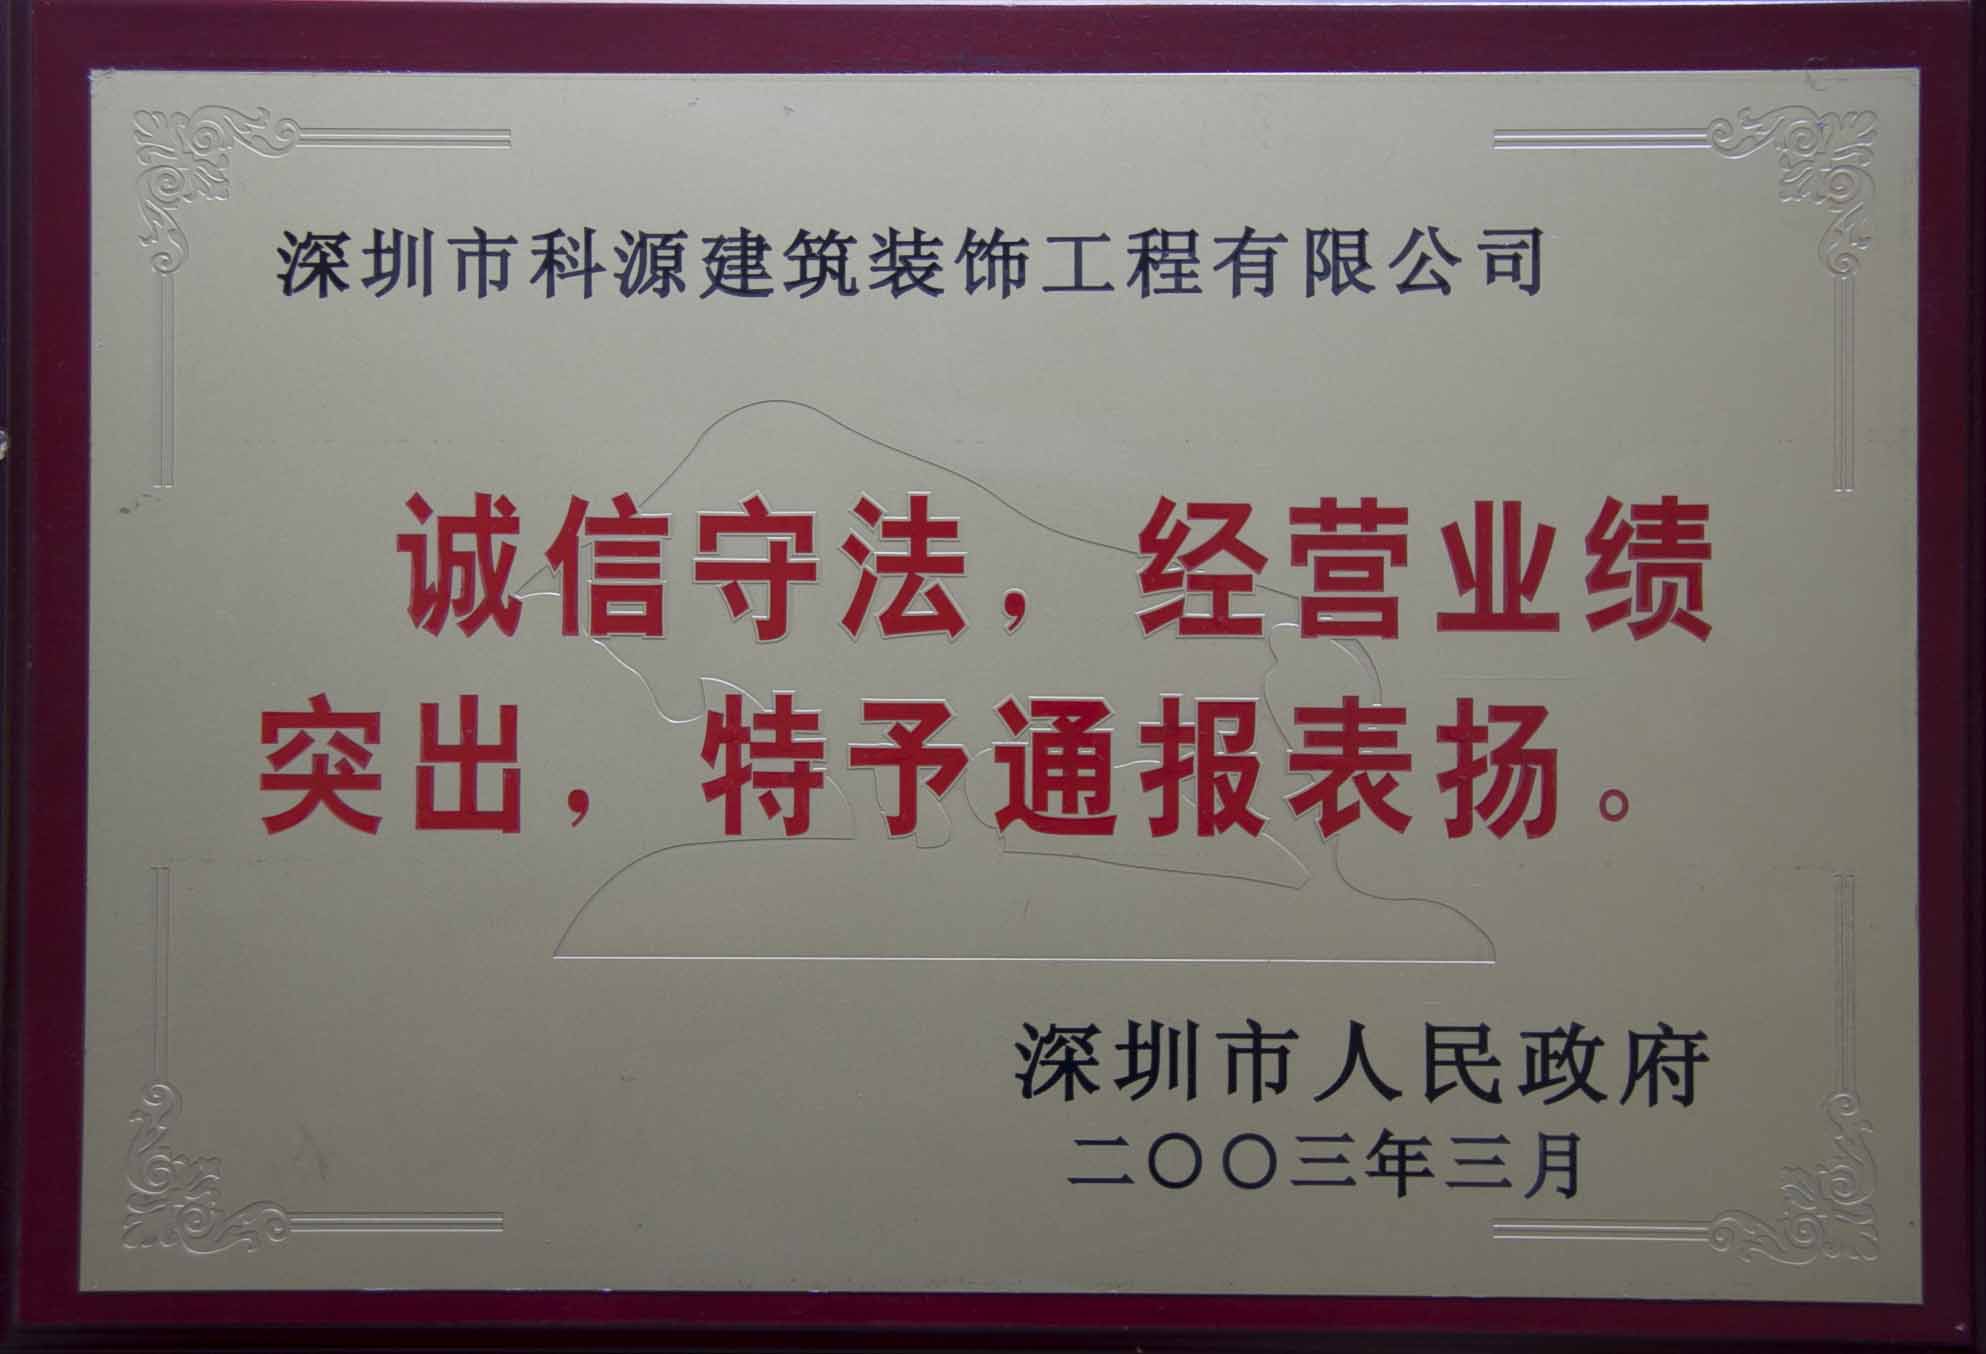 深圳市科源建筑装饰工程有限公司
诚信守法，经营业绩
突出，特予通报表扬。
深圳市人民政府
二〇〇三年三月